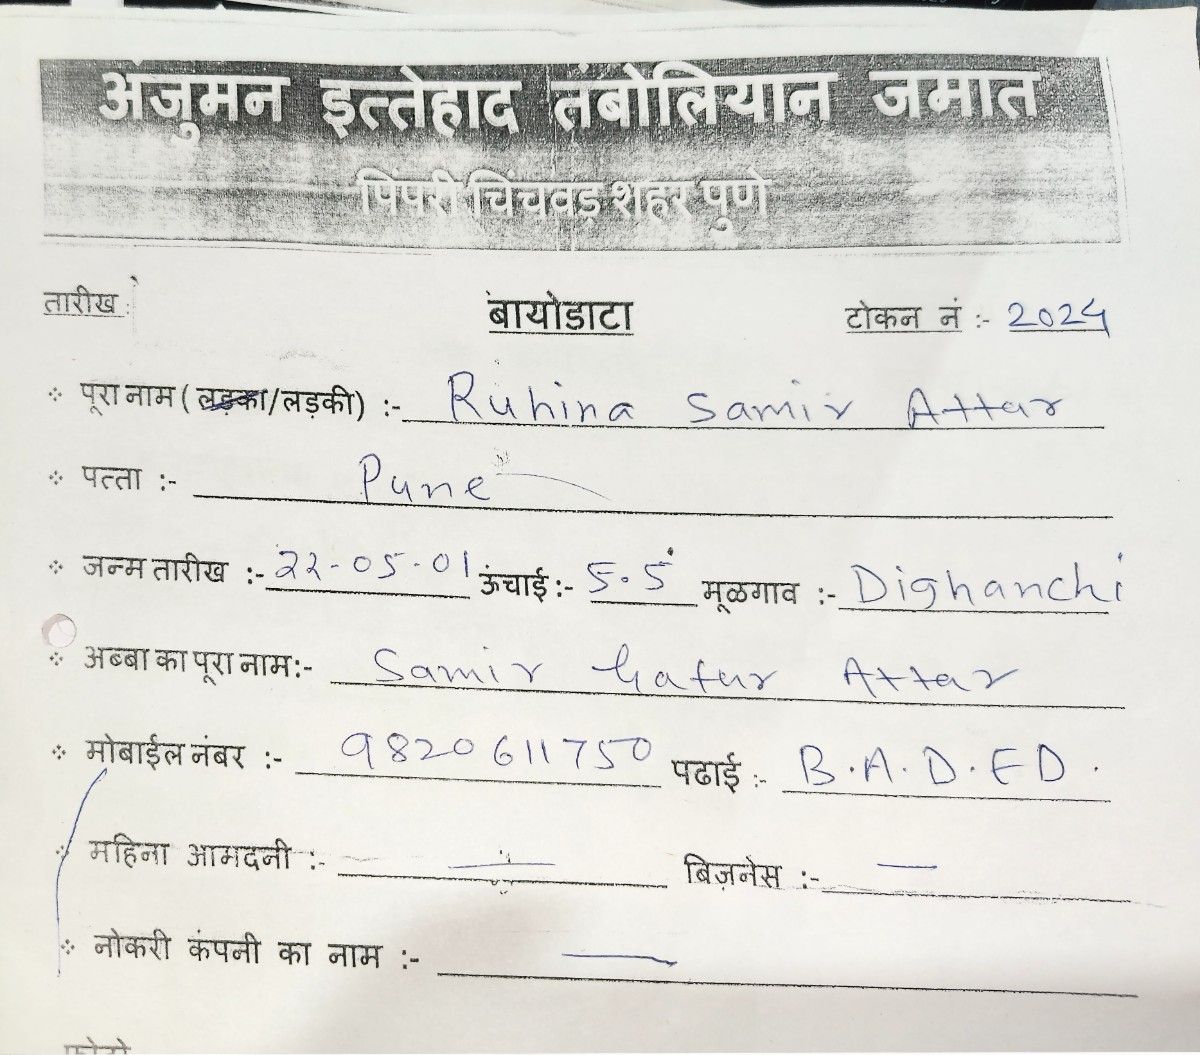 अंजुमन इत्तेहाद तंबोलियान जमात
पिंपरी चिंचवड शहर पुणे
तारीख :
बायोडाटा
टोकन नं :- 2024
पूरा नाम ( लड़का/लड़की) :- Ruhina Samir Attar
पत्ता :- Pune
जन्म तारीख :- 22-05-01 ऊंचाई:- 5.5 मूळगाव :- Dighanchi
अब्बा का पूरा नाम:- Samir Gafur Attar
मोबाईल नंबर :- 9820611750 पढाई :- B.A. D.ED.
महिना आमदनी :- — बिज़नेस :- —
नोकरी कंपनी का नाम :- —